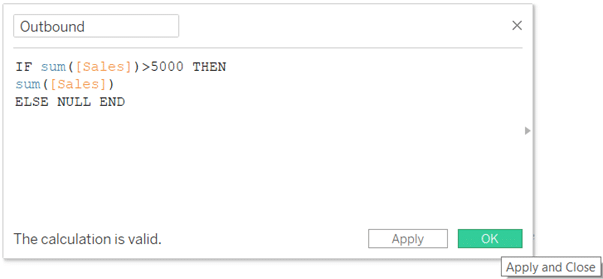 Outbound
IF sum([Sales])>5000 THEN
sum([Sales])
ELSE NULL END
The calculation is valid.
Apply
OK
Apply and Close